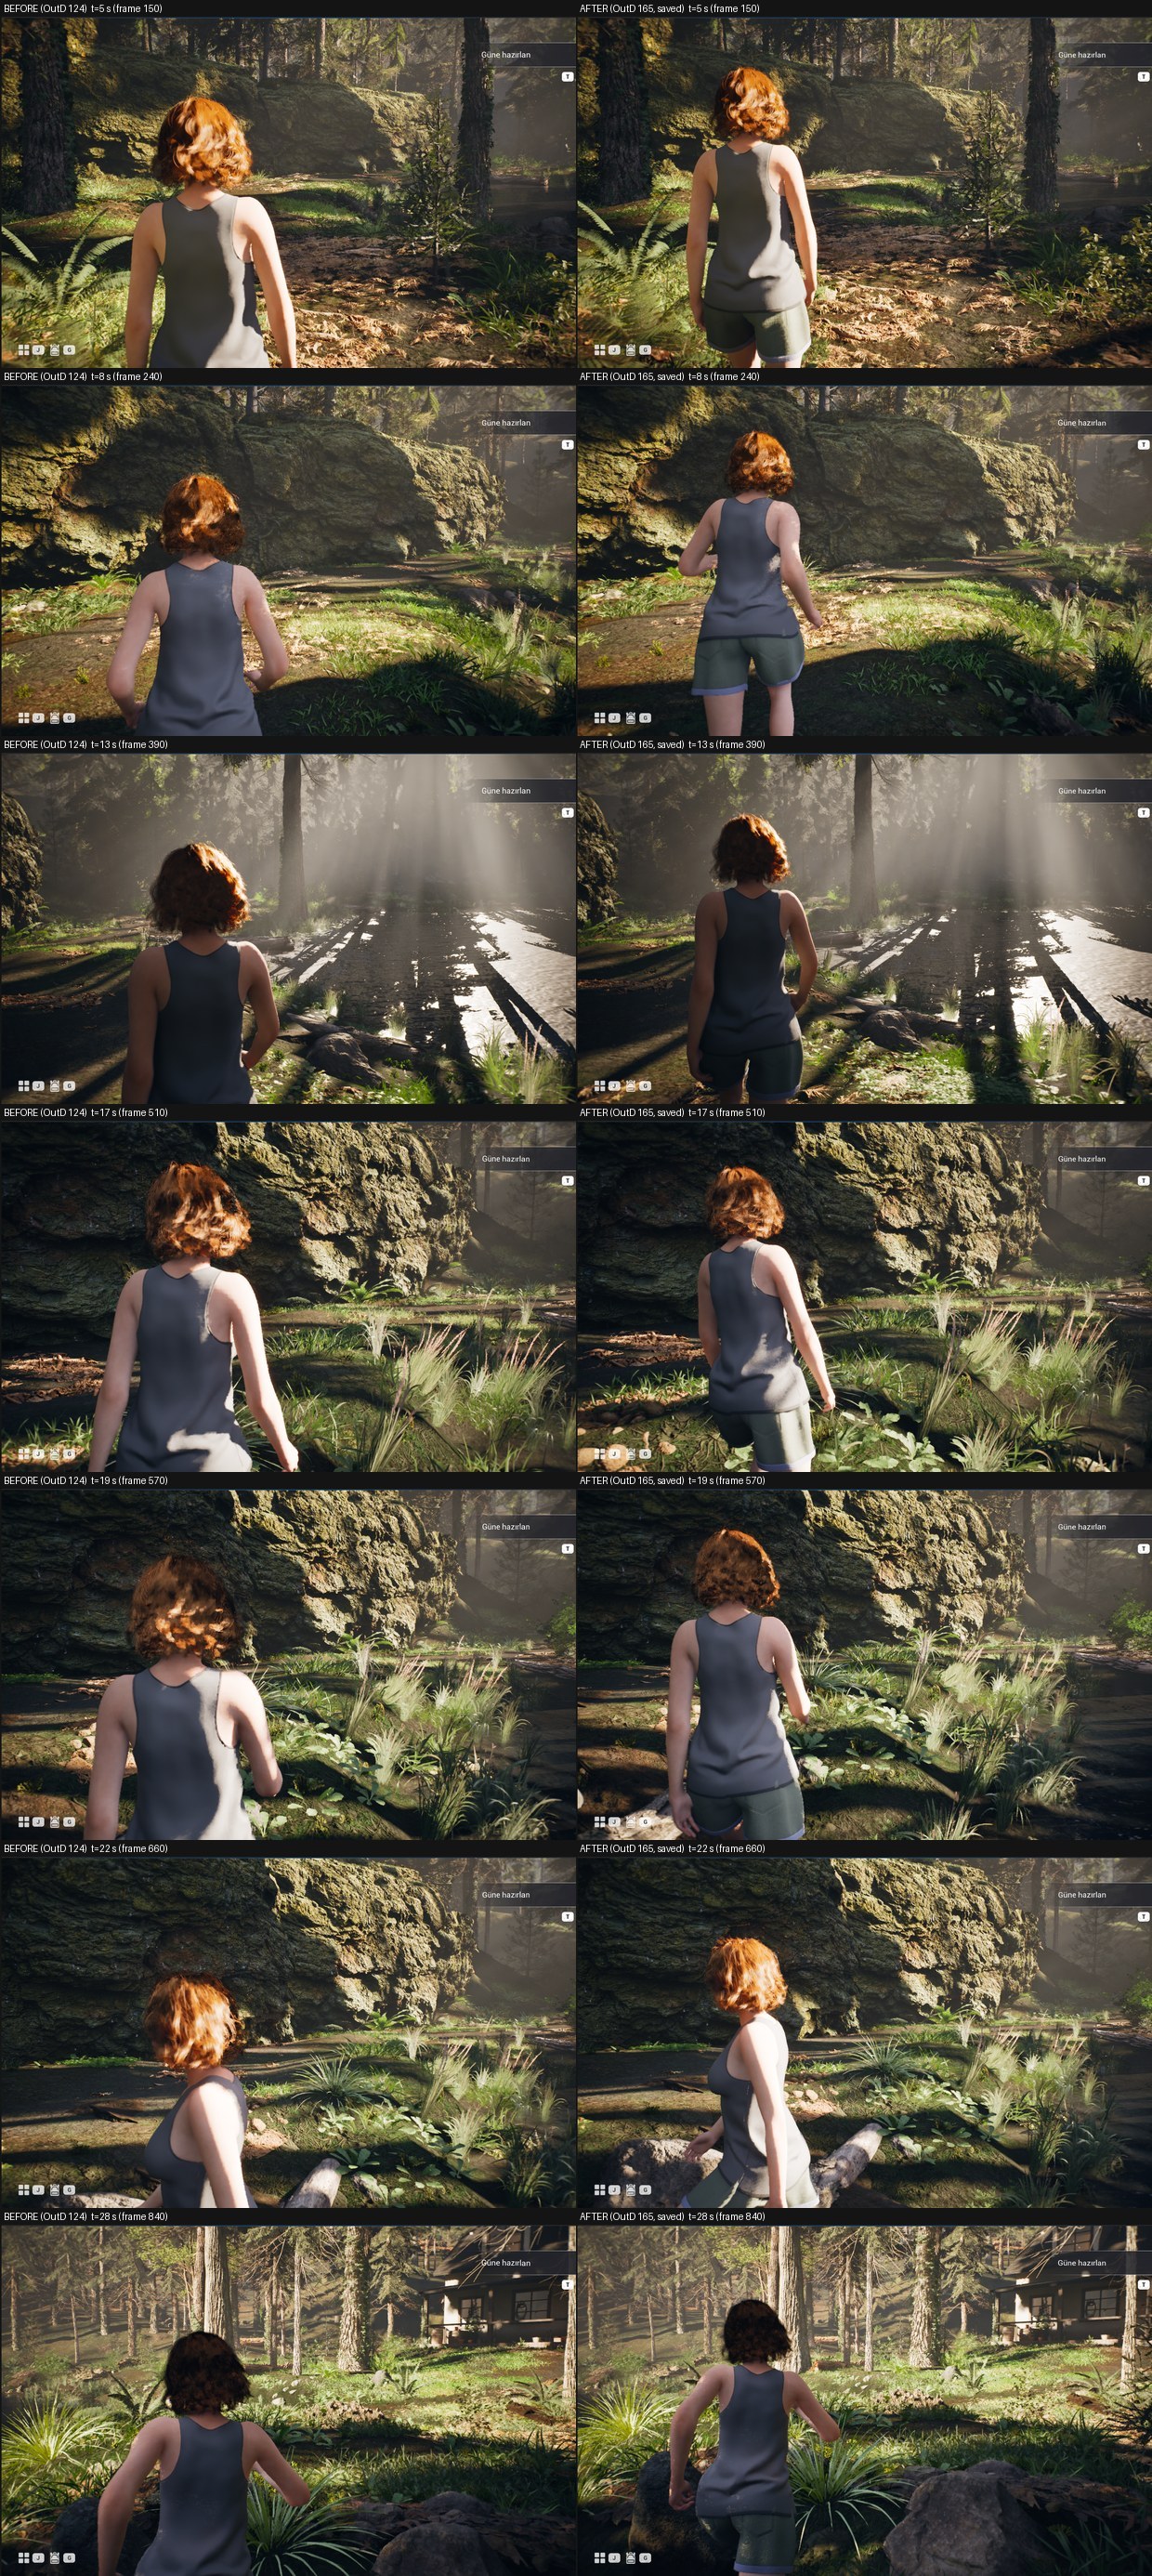 BEFORE (OutD 124) t=5 s (frame 150)
AFTER (OutD 165, saved) t=5 s (frame 150)
Güne hazırlan
T
J
G
Güne hazırlan
T
J
G
BEFORE (OutD 124) t=8 s (frame 240)
AFTER (OutD 165, saved) t=8 s (frame 240)
Güne hazırlan
T
J
G
Güne hazırlan
T
J
G
BEFORE (OutD 124) t=13 s (frame 390)
AFTER (OutD 165, saved) t=13 s (frame 390)
Güne hazırlan
T
J
G
Güne hazırlan
T
J
G
BEFORE (OutD 124) t=17 s (frame 510)
AFTER (OutD 165, saved) t=17 s (frame 510)
Güne hazırlan
T
J
G
Güne hazırlan
T
J
G
BEFORE (OutD 124) t=19 s (frame 570)
AFTER (OutD 165, saved) t=19 s (frame 570)
Güne hazırlan
T
J
G
Güne hazırlan
T
J
G
BEFORE (OutD 124) t=22 s (frame 660)
AFTER (OutD 165, saved) t=22 s (frame 660)
Güne hazırlan
T
J
G
Güne hazırlan
T
J
G
BEFORE (OutD 124) t=28 s (frame 840)
AFTER (OutD 165, saved) t=28 s (frame 840)
Güne hazırlan
T
J
G
Güne hazırlan
T
J
G